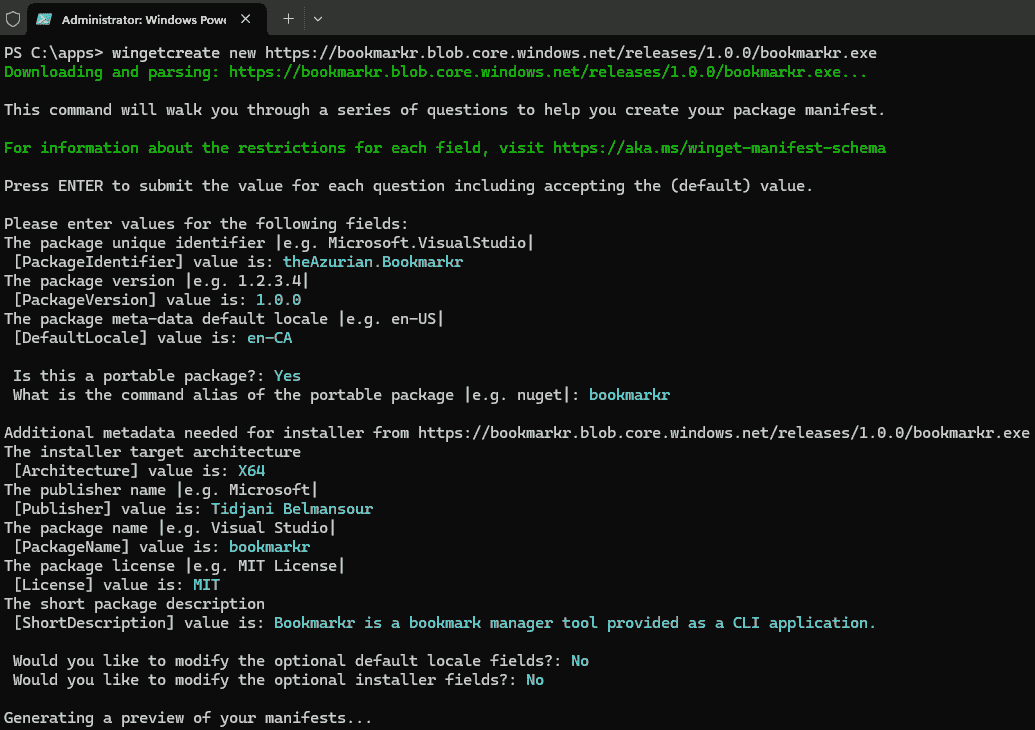 Administrator: Windows Powe
PS C:\apps> wingetcreate new https://bookmarkr.blob.core.windows.net/releases/1.0.0/bookmarkr.exe
Downloading and parsing: https://bookmarkr.blob.core.windows.net/releases/1.0.0/bookmarkr.exe...
This command will walk you through a series of questions to help you create your package manifest.
For information about the restrictions for each field, visit https://aka.ms/winget-manifest-schema
Press ENTER to submit the value for each question including accepting the (default) value.
Please enter values for the following fields:
The package unique identifier |e.g. Microsoft.VisualStudio|
[PackageIdentifier] value is: theAzurian.Bookmarkr
The package version |e.g. 1.2.3.4|
[PackageVersion] value is: 1.0.0
The package meta-data default locale |e.g. en-US|
[DefaultLocale] value is: en-CA
Is this a portable package?: Yes
What is the command alias of the portable package |e.g. nuget|: bookmarkr
Additional metadata needed for installer from https://bookmarkr.blob.core.windows.net/releases/1.0.0/bookmarkr.exe
The installer target architecture
[Architecture] value is: X64
The publisher name |e.g. Microsoft|
[Publisher] value is: Tidjani Belmansour
The package name |e.g. Visual Studio|
[PackageName] value is: bookmarkr
The package license |e.g. MIT License|
[License] value is: MIT
The short package description
[ShortDescription] value is: Bookmarkr is a bookmark manager tool provided as a CLI application.
Would you like to modify the optional default locale fields?: No
Would you like to modify the optional installer fields?: No
Generating a preview of your manifests...